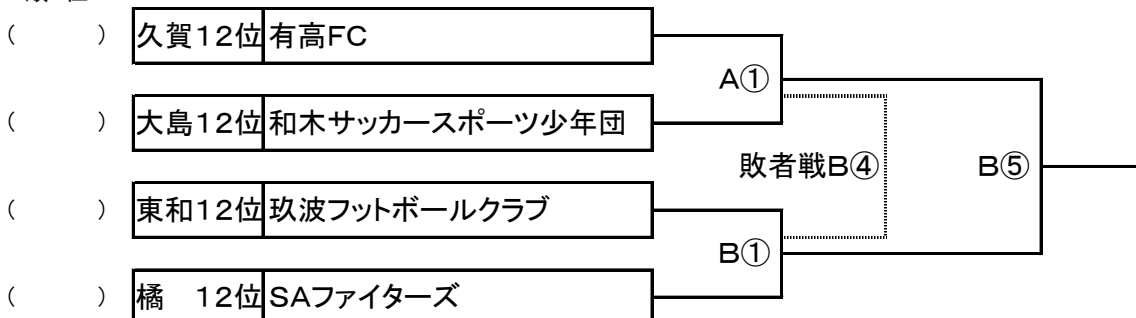 ( ) 久賀12位 有高FC
A①
( ) 大島12位 和木サッカースポーツ少年団
敗者戦B④ B⑤
( ) 東和12位 玖波フットボールクラブ
B①
( ) 橘 12位 SAファイターズ